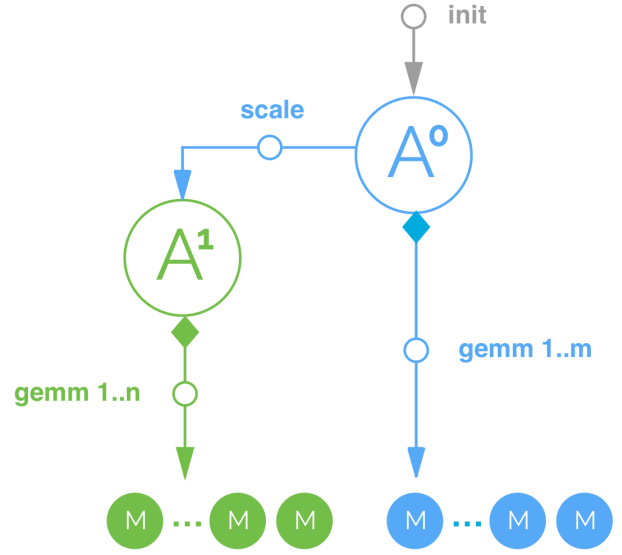 init
scale
A⁰
A¹
gemm 1..m
gemm 1..n
M ... M M M ... M M